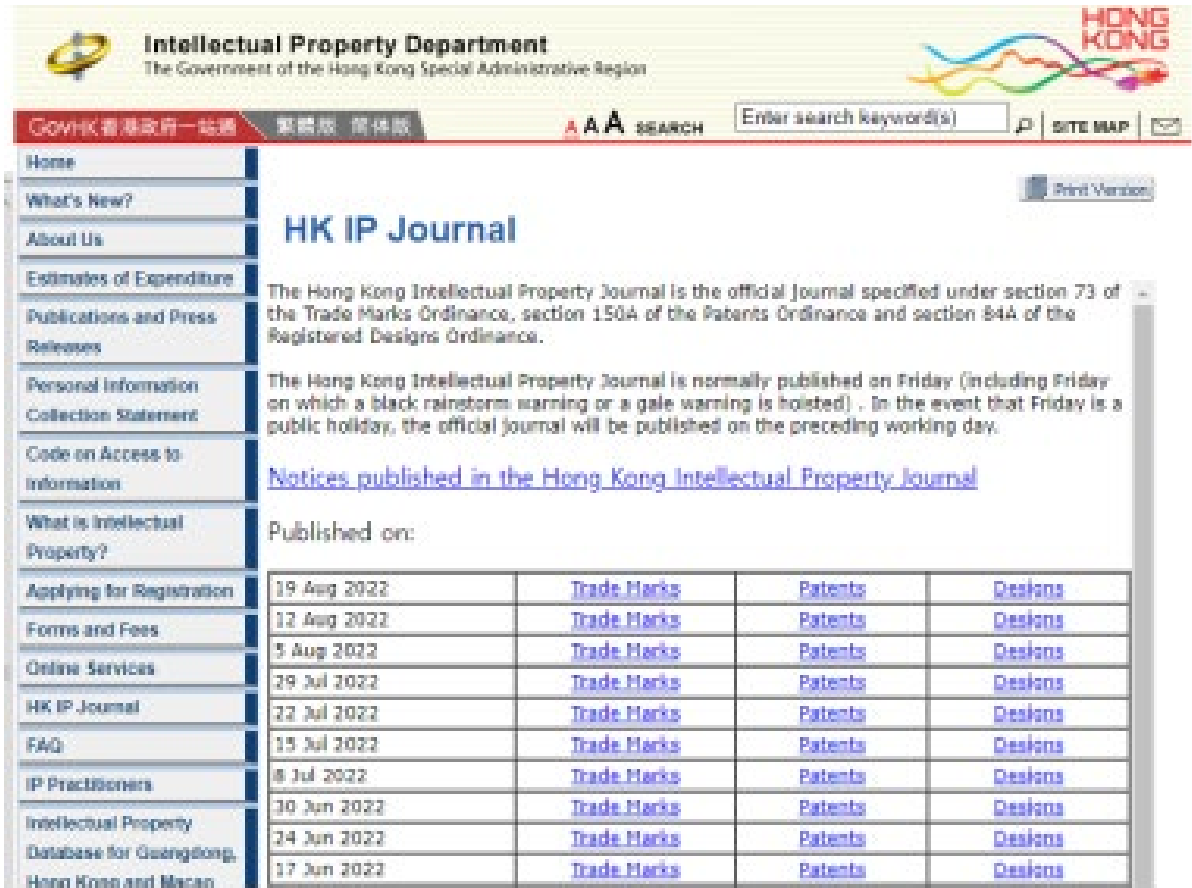 HONG
KONG
Intellectual Property Department
The Government of the Hong Kong Special Administrative Region
GovHK 香港政府一站通
繁體版 简体版
A A A SEARCH
Enter search keyword(s)
SITE MAP
Home
What's New?
About Us
Estimates of Expenditure
Publications and Press
Releases
Personal Information
Collection Statement
Code on Access to
Information
What is Intellectual
Property?
Applying for Registration
Forms and Fees
Online Services
HK IP Journal
FAQ
IP Practitioners
Intellectual Property
Database for Guangdong,
Hong Kong and Macao
Print Version
HK IP Journal
The Hong Kong Intellectual Property Journal is the official journal specified under section 73 of
the Trade Marks Ordinance, section 150A of the Patents Ordinance and section 84A of the
Registered Designs Ordinance.
The Hong Kong Intellectual Property Journal is normally published on Friday (including Friday
on which a black rainstorm warning or a gale warning is hoisted) . In the event that Friday is a
public holiday, the official journal will be published on the preceding working day.
Notices published in the Hong Kong Intellectual Property Journal
Published on:
19 Aug 2022 Trade Marks Patents Designs
12 Aug 2022 Trade Marks Patents Designs
5 Aug 2022 Trade Marks Patents Designs
29 Jul 2022 Trade Marks Patents Designs
22 Jul 2022 Trade Marks Patents Designs
15 Jul 2022 Trade Marks Patents Designs
8 Jul 2022 Trade Marks Patents Designs
30 Jun 2022 Trade Marks Patents Designs
24 Jun 2022 Trade Marks Patents Designs
17 Jun 2022 Trade Marks Patents Designs